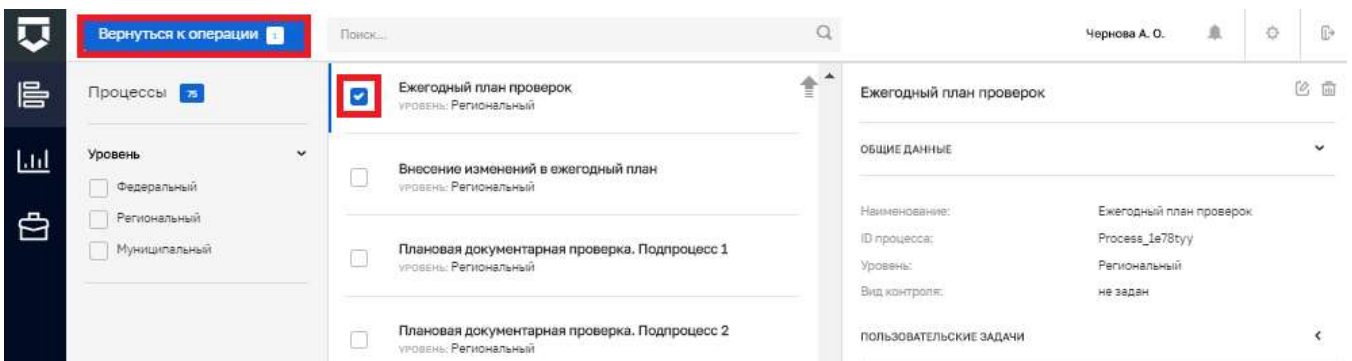 Вернуться к операции 1
Поиск...
Чернова А. О.
Процессы 75
Уровень
Федеральный
Региональный
Муниципальный
Ежегодный план проверок
УРОВЕНЬ: Региональный
Внесение изменений в ежегодный план
УРОВЕНЬ: Региональный
Плановая документарная проверка. Подпроцесс 1
УРОВЕНЬ: Региональный
Плановая документарная проверка. Подпроцесс 2
УРОВЕНЬ: Региональный
Ежегодный план проверок
ОБЩИЕ ДАННЫЕ
Наименование: Ежегодный план проверок
ID процесса: Process_1e78tyy
Уровень: Региональный
Вид контроля: не задан
ПОЛЬЗОВАТЕЛЬСКИЕ ЗАДАЧИ